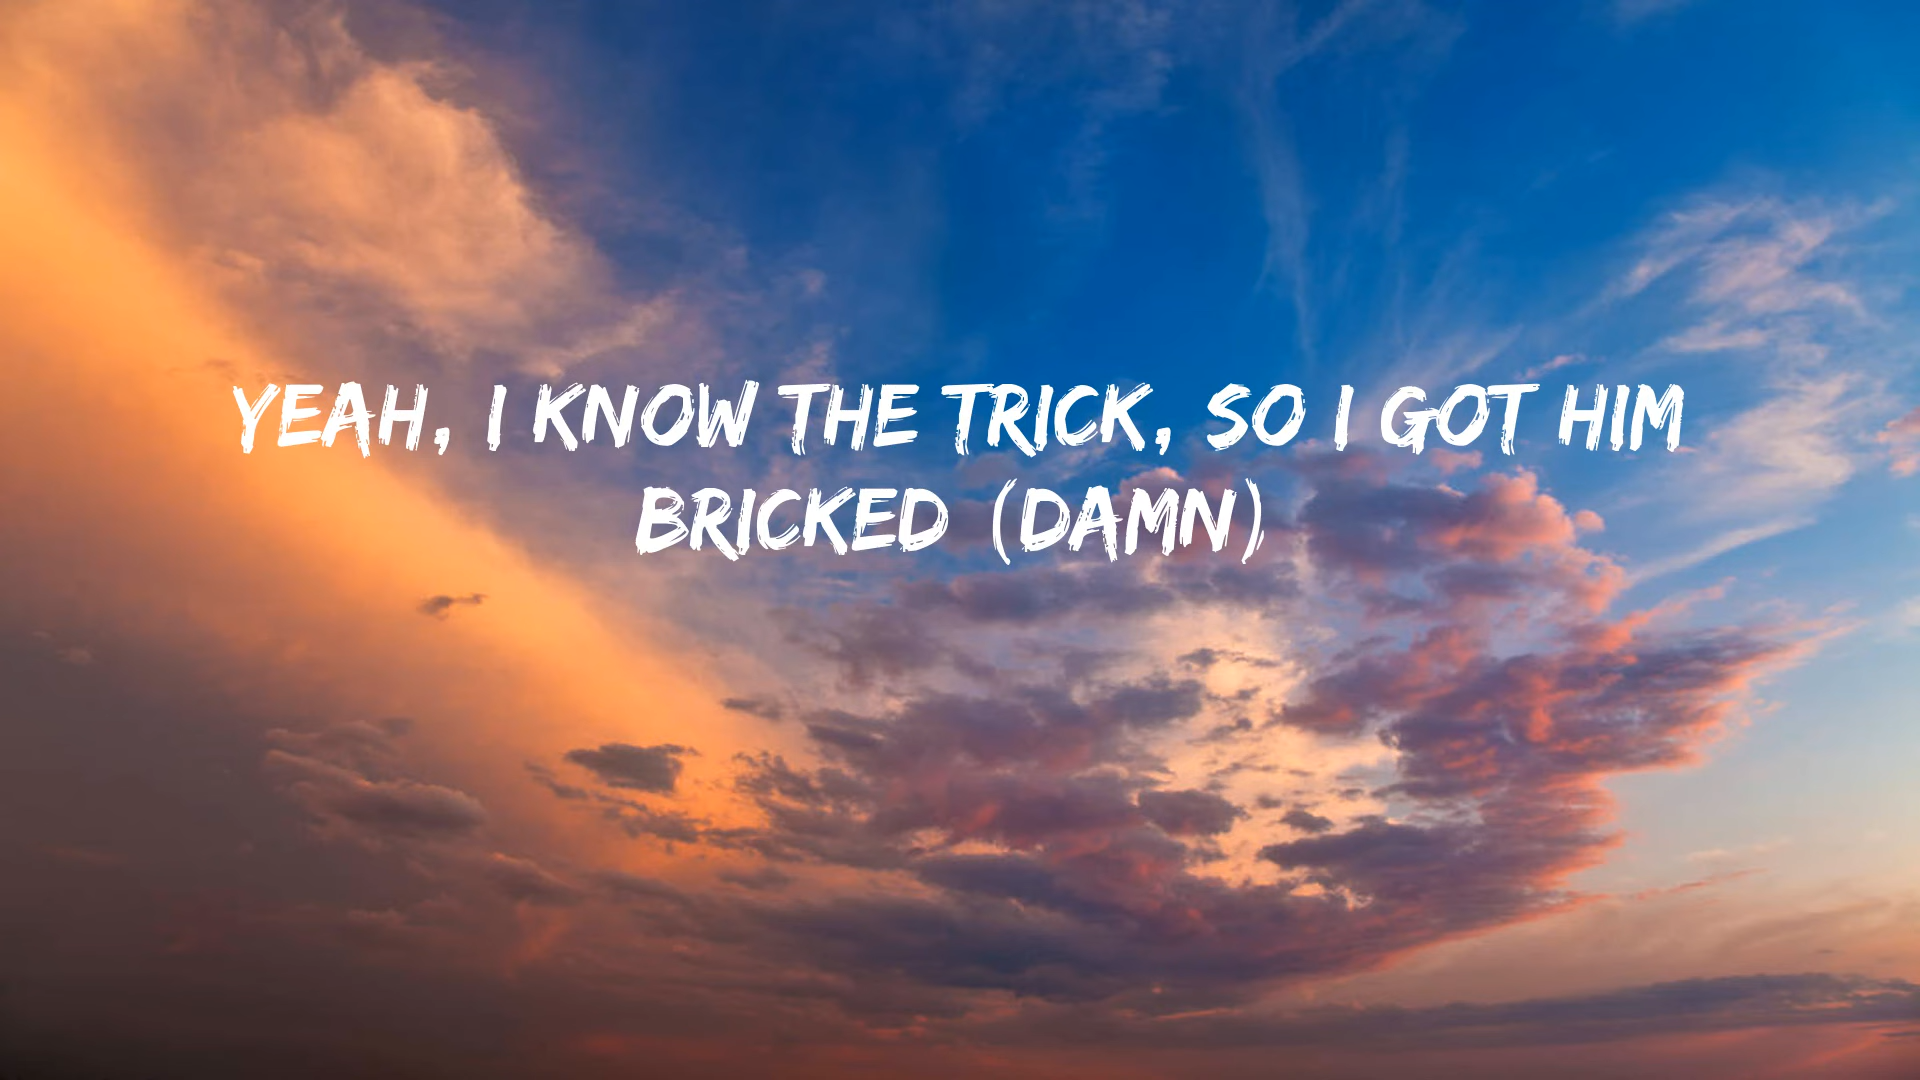 YEAH, I KNOW THE TRICK, SO I GOT HIM
BRICKED (DAMN)